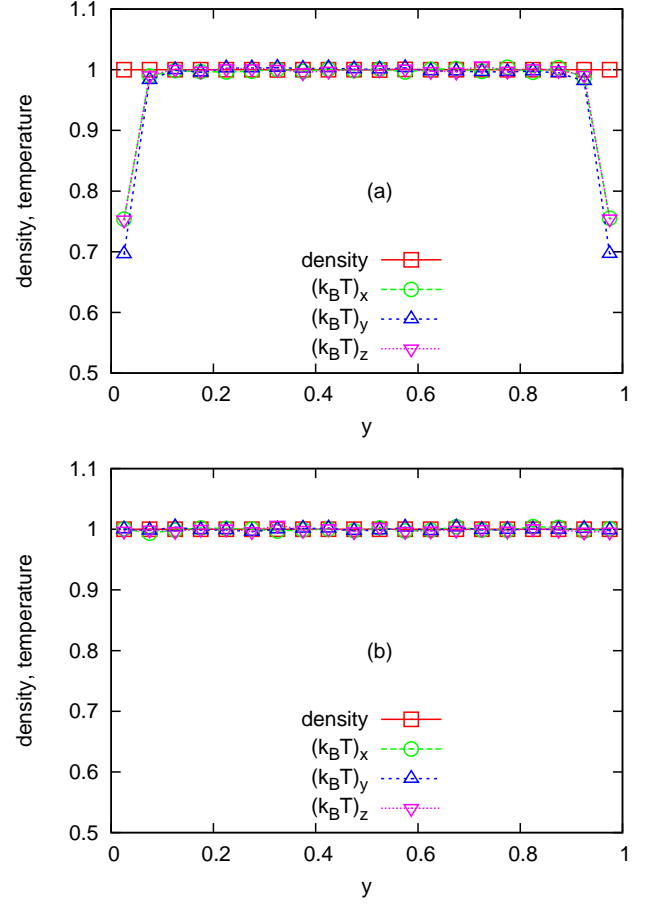 1.1
1
0.9
0.8
0.7
0.6
0.5
density, temperature
(a)
density
(k_BT)_x
(k_BT)_y
(k_BT)_z
0 0.2 0.4 0.6 0.8 1
y
1.1
1
0.9
0.8
0.7
0.6
0.5
density, temperature
(b)
density
(k_BT)_x
(k_BT)_y
(k_BT)_z
0 0.2 0.4 0.6 0.8 1
y